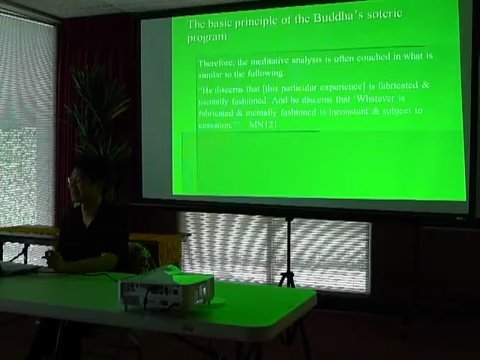 The basic principle of the Buddha's soteric
program
Therefore, the meditative analysis is often couched in what is
similar to the following.
"He discerns that [this particular experience] is fabricated &
mentally fashioned. And he discerns that 'Whatever is
fabricated & mentally fashioned is inconstant & subject to
cessation.'" MN121